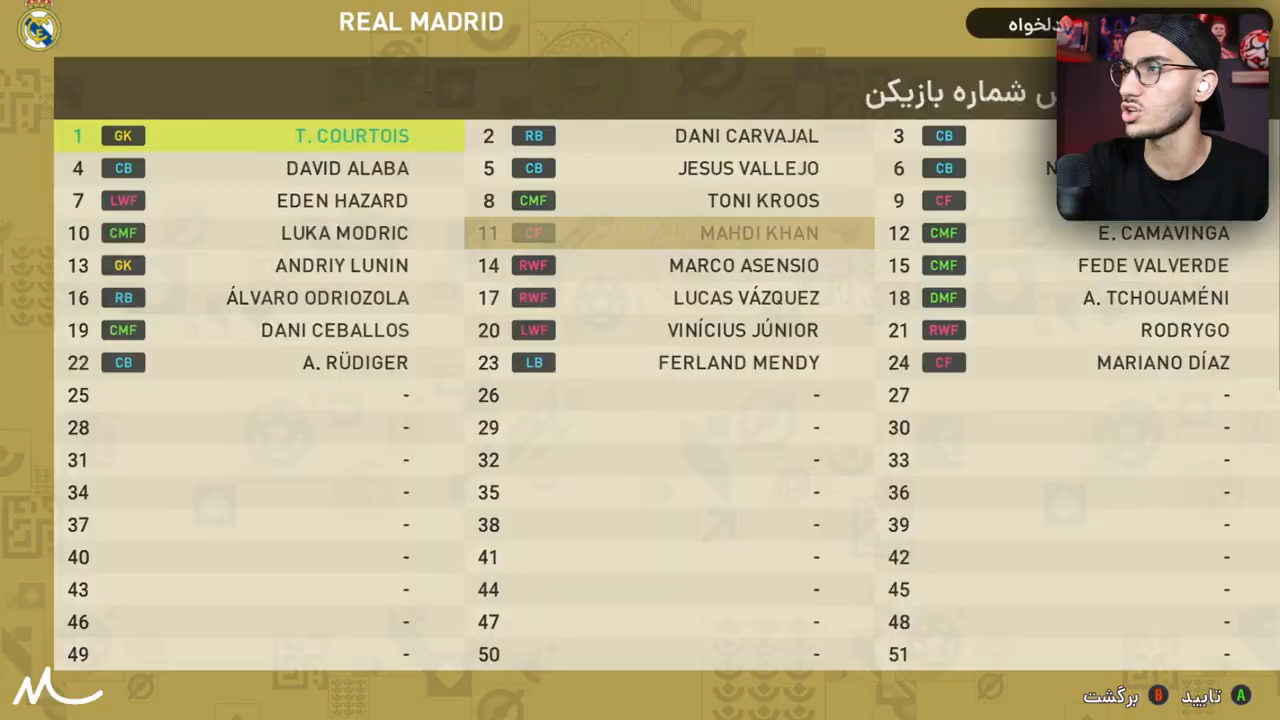 REAL MADRID
دلخواه
شماره بازیکن
1 GK T. COURTOIS 2 RB DANI CARVAJAL 3 CB
4 CB DAVID ALABA 5 CB JESUS VALLEJO 6 CB N
7 LWF EDEN HAZARD 8 CMF TONI KROOS 9 CF
10 CMF LUKA MODRIC 11 CF MAHDI KHAN 12 CMF E. CAMAVINGA
13 GK ANDRIY LUNIN 14 RWF MARCO ASENSIO 15 CMF FEDE VALVERDE
16 RB ÁLVARO ODRIOZOLA 17 RWF LUCAS VÁZQUEZ 18 DMF A. TCHOUAMÉNI
19 CMF DANI CEBALLOS 20 LWF VINÍCIUS JÚNIOR 21 RWF RODRYGO
22 CB A. RÜDIGER 23 LB FERLAND MENDY 24 CF MARIANO DÍAZ
25 - 26 - 27 -
28 - 29 - 30 -
31 - 32 - 33 -
34 - 35 - 36 -
37 - 38 - 39 -
40 - 41 - 42 -
43 - 44 - 45 -
46 - 47 - 48 -
49 - 50 - 51 -
برگشت B تایید A